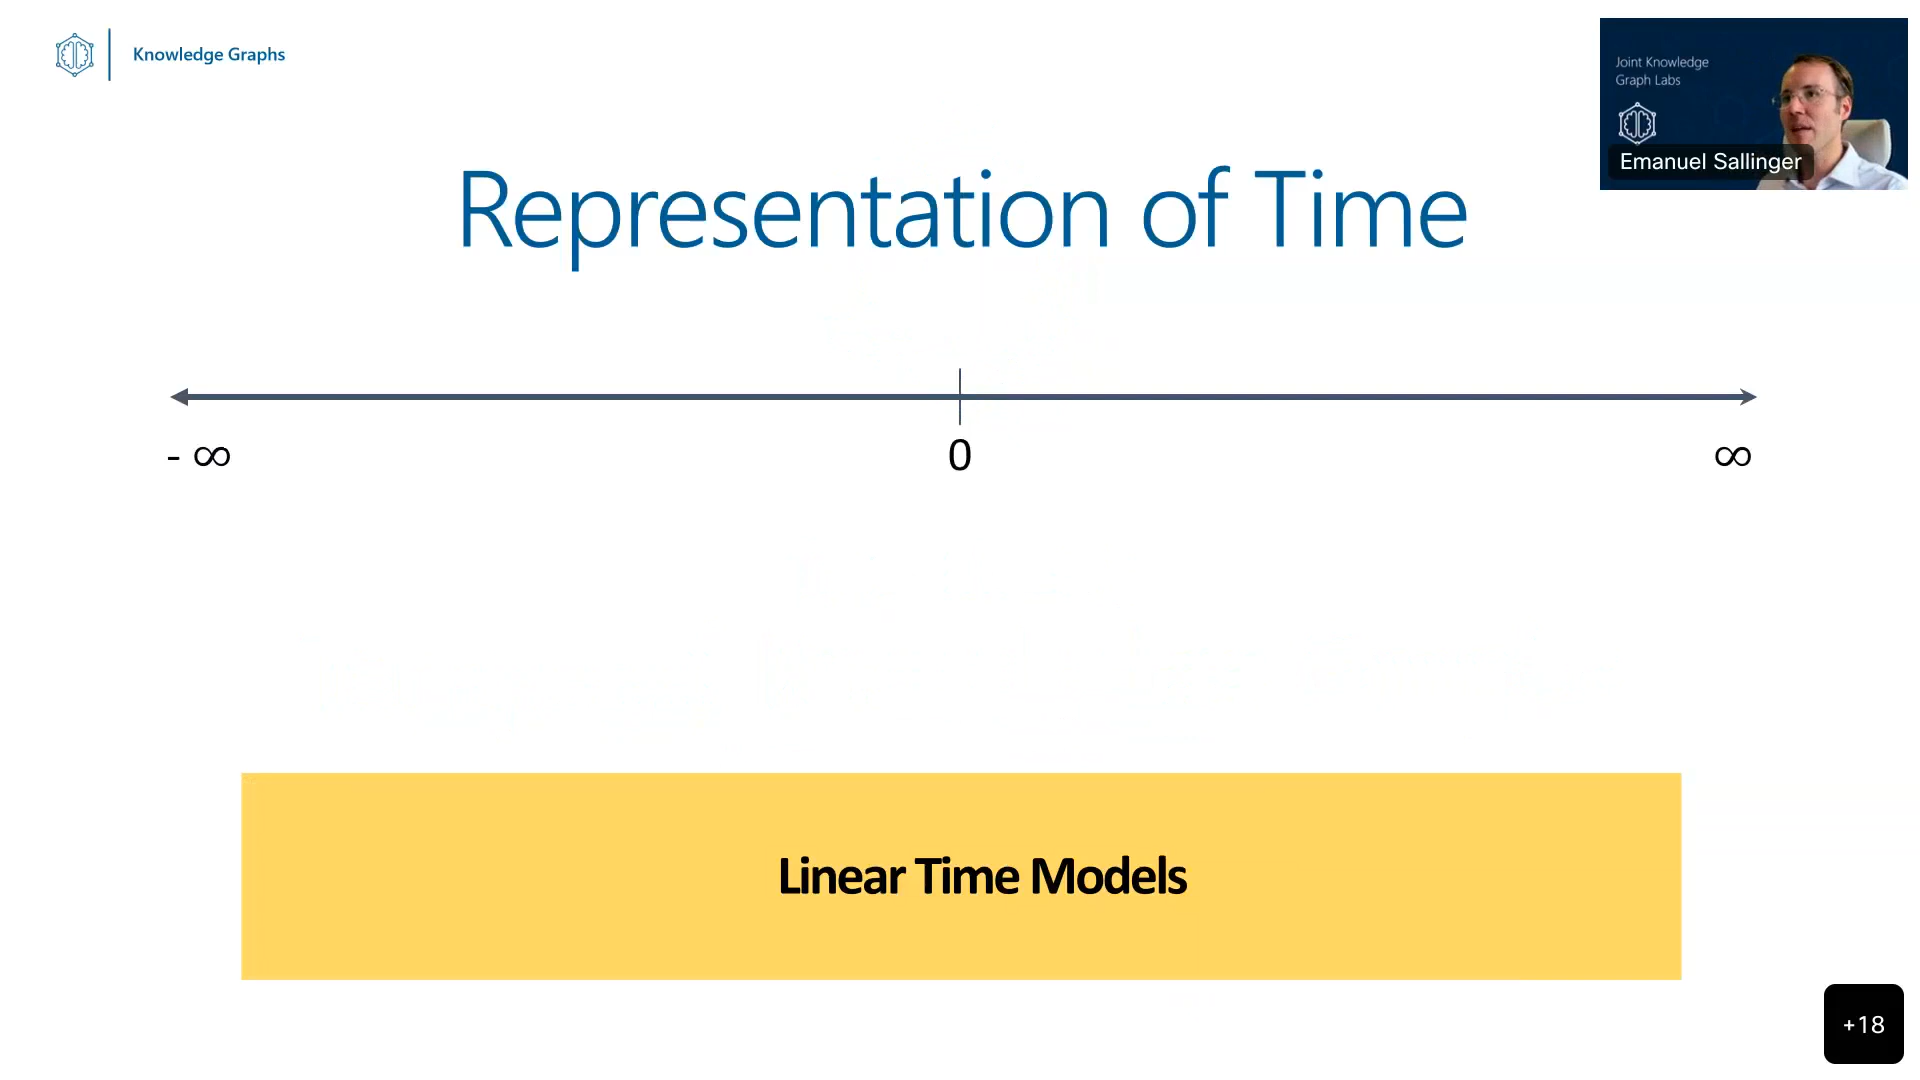 Knowledge Graphs
Joint Knowledge
Graph Labs
Emanuel Sallinger
Representation of Time
- ∞
0
∞
Linear Time Models
+18